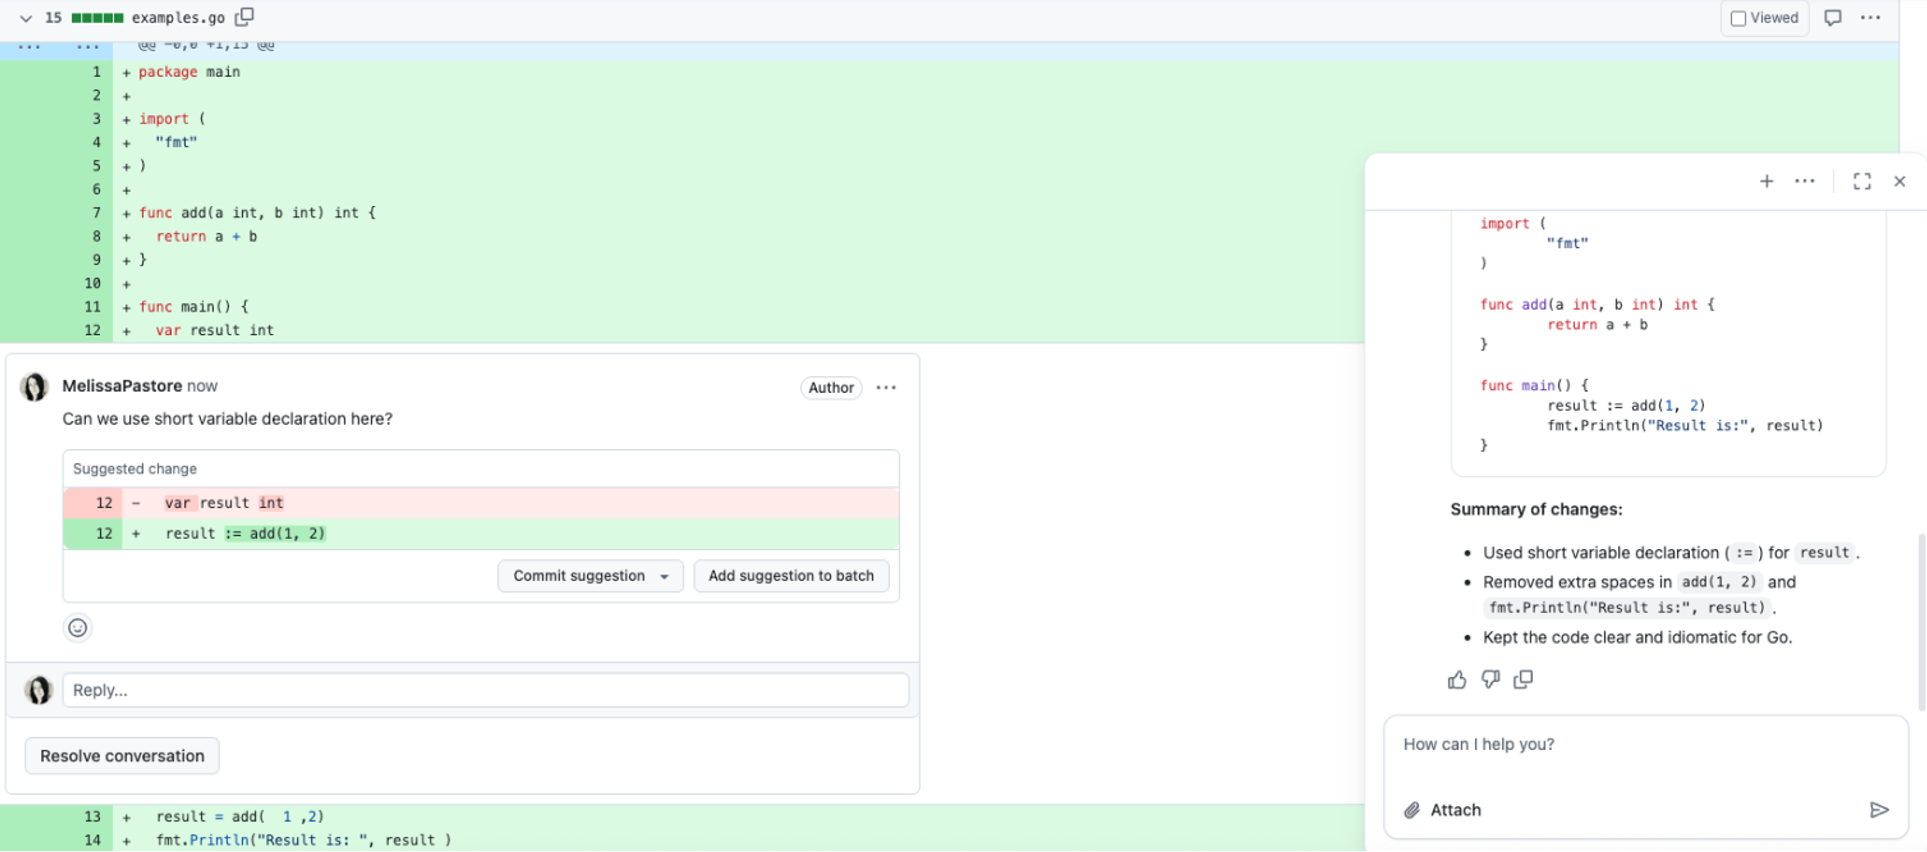 15 examples.go
Viewed
... ... @@ -0,0 +1,15 @@
1 + package main
2 +
3 + import (
4 +   "fmt"
5 + )
6 +
7 + func add(a int, b int) int {
8 +   return a + b
9 + }
10 +
11 + func main() {
12 +   var result int
MelissaPastore now
Author
Can we use short variable declaration here?
Suggested change
12 -   var result int
12 +   result := add(1, 2)
Commit suggestion
Add suggestion to batch
Reply...
Resolve conversation
13 +   result = add(  1 ,2)
14 +   fmt.Println("Result is: ", result )
import (
        "fmt"
)
func add(a int, b int) int {
        return a + b
}
func main() {
        result := add(1, 2)
        fmt.Println("Result is:", result)
}
Summary of changes:
• Used short variable declaration ( := ) for result .
• Removed extra spaces in add(1, 2) and
fmt.Println("Result is:", result) .
• Kept the code clear and idiomatic for Go.
How can I help you?
Attach